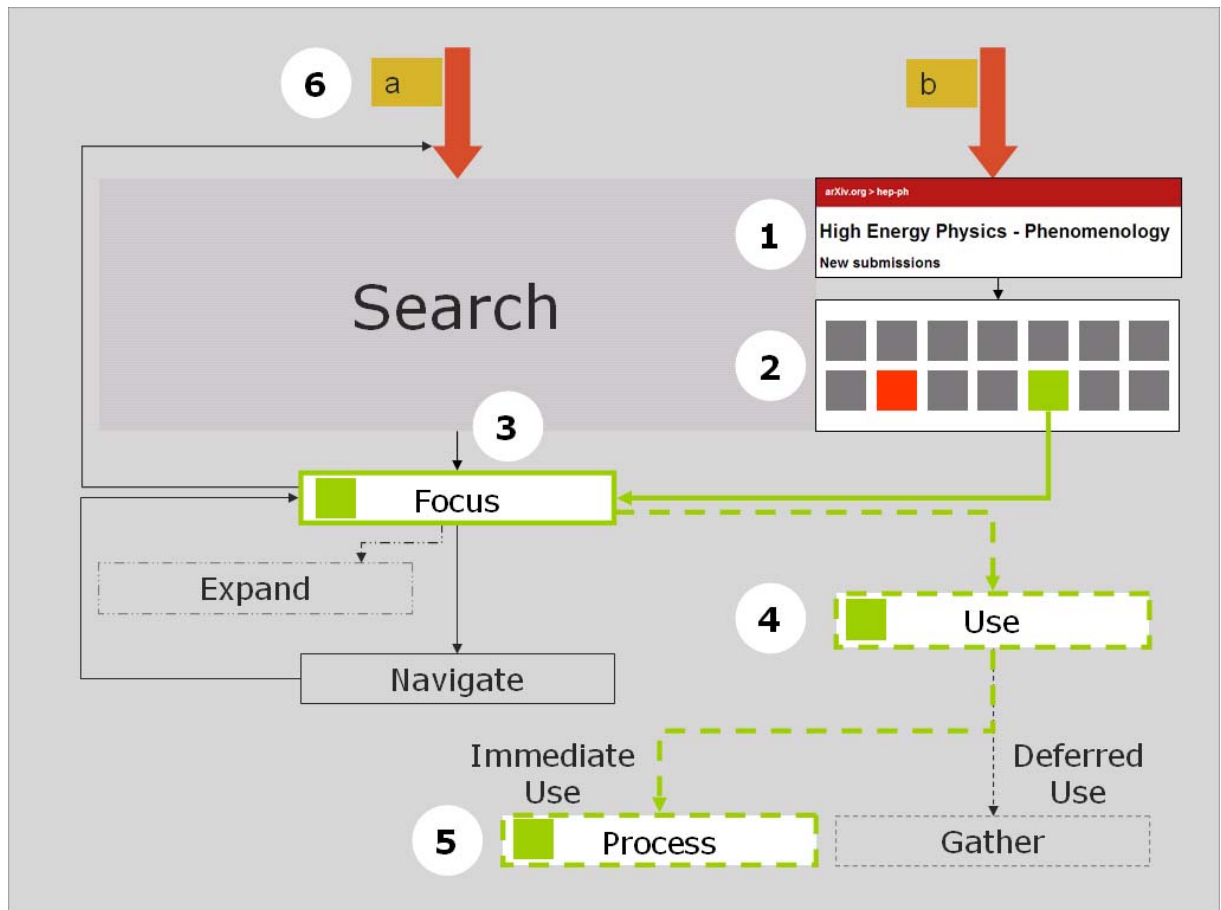 6
a
b
arXiv.org > hep-ph
1
High Energy Physics - Phenomenology
New submissions
Search
2
3
Focus
Expand
4
Use
Navigate
Immediate
Use
Deferred
Use
5
Process
Gather